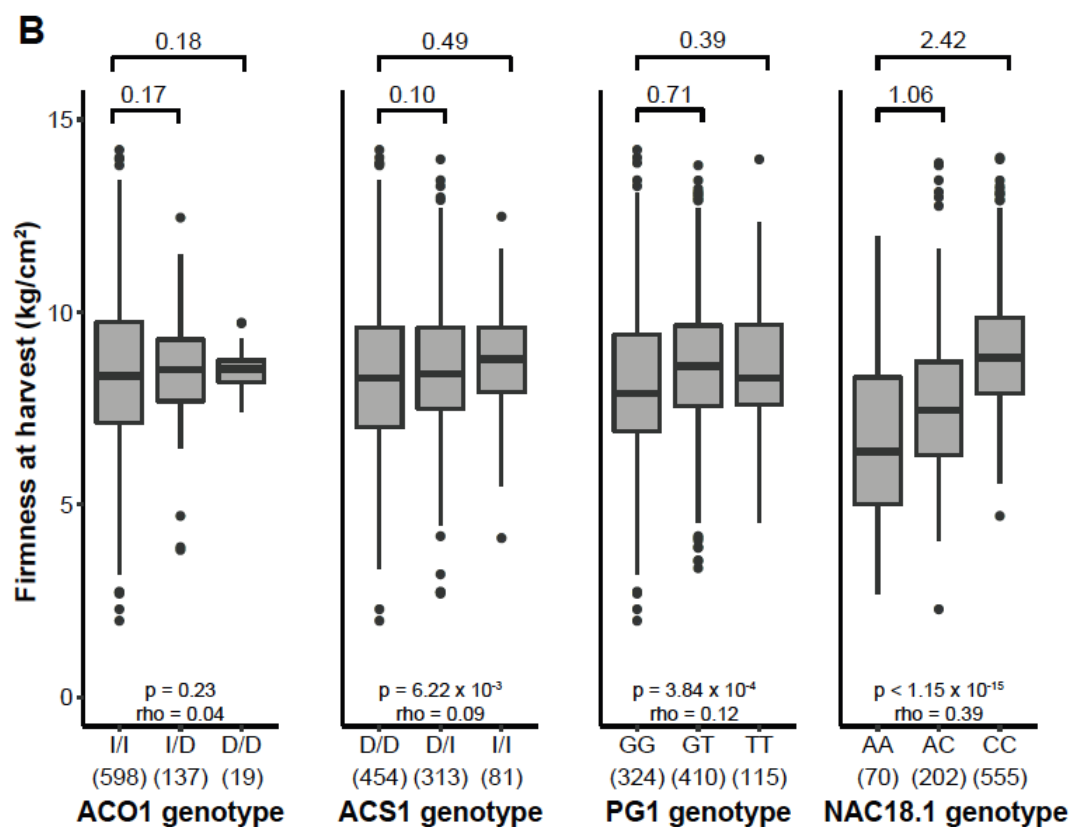 B
0.18 0.49 0.39 2.42
0.17 0.10 0.71 1.06
Firmness at harvest (kg/cm²)
15
10
5
0
p = 0.23 p = 6.22 x 10⁻³ p = 3.84 x 10⁻⁴ p < 1.15 x 10⁻¹⁵
rho = 0.04 rho = 0.09 rho = 0.12 rho = 0.39
I/I I/D D/D D/D D/I I/I GG GT TT AA AC CC
(598) (137) (19) (454) (313) (81) (324) (410) (115) (70) (202) (555)
ACO1 genotype ACS1 genotype PG1 genotype NAC18.1 genotype